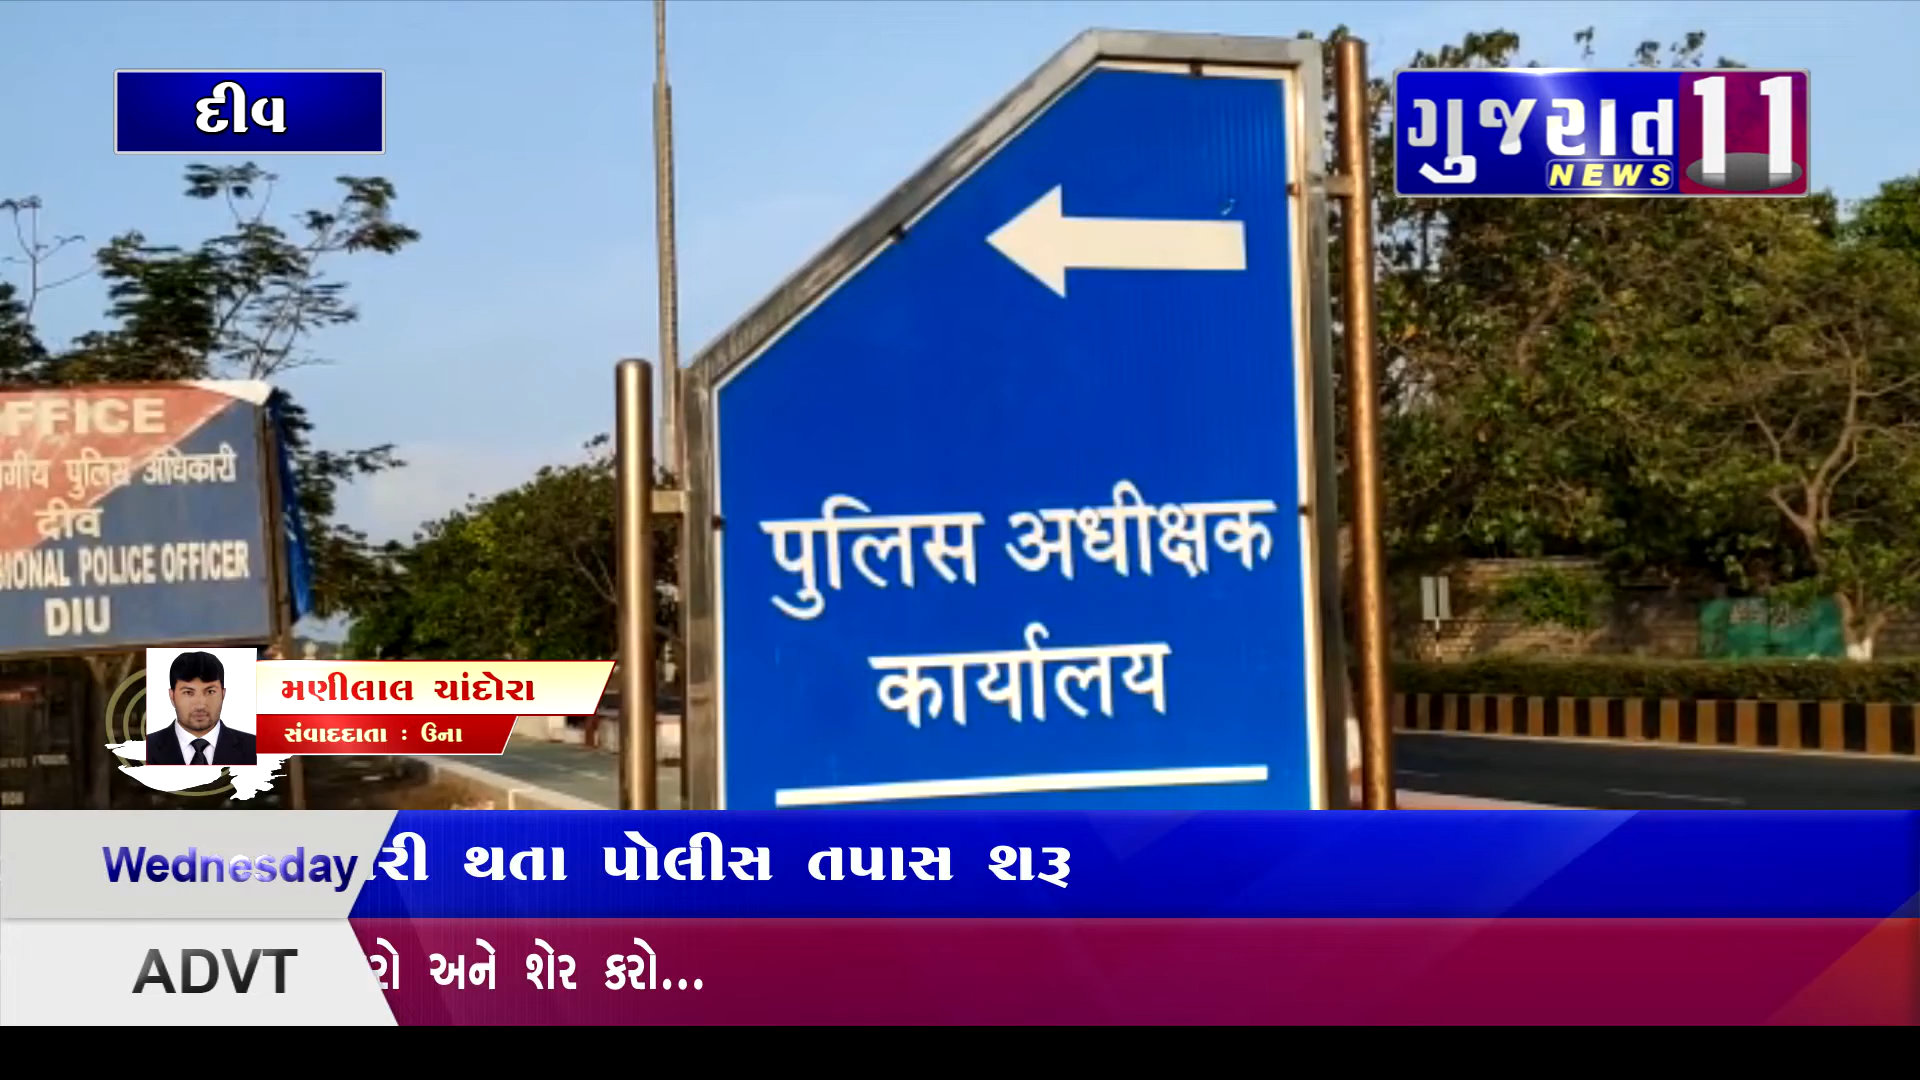 દીવ
ગુજરાત 11
NEWS
पुलिस अधीक्षक
कार्यालय
FFICE
पुलिस अधिकारी
दीव
POLICE OFFICER
DIU
મણીલાલ ચાંદોરા
સંવાદદાતા : ઉના
Wednesday
રી થતા પોલીસ તપાસ શરૂ
ADVT
રો અને શેર કરો...